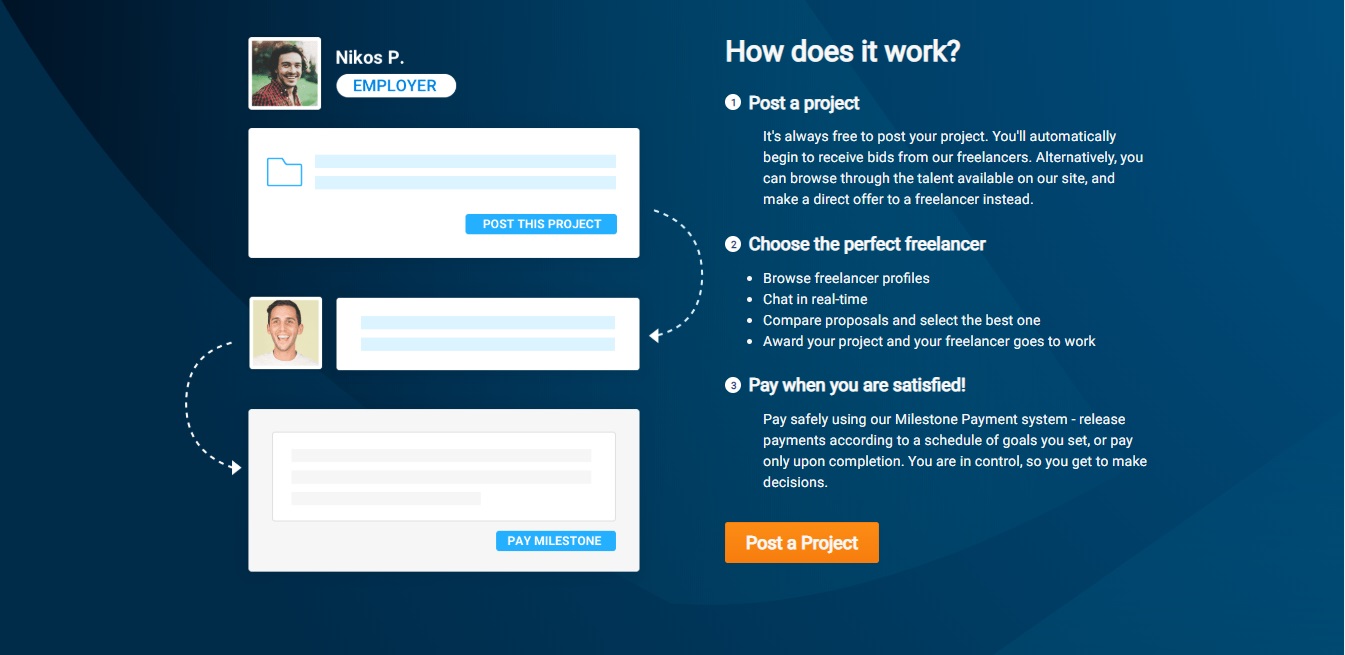 Nikos P.
EMPLOYER
POST THIS PROJECT
PAY MILESTONE
How does it work?
1 Post a project
It's always free to post your project. You'll automatically
begin to receive bids from our freelancers. Alternatively, you
can browse through the talent available on our site, and
make a direct offer to a freelancer instead.
2 Choose the perfect freelancer
• Browse freelancer profiles
• Chat in real-time
• Compare proposals and select the best one
• Award your project and your freelancer goes to work
3 Pay when you are satisfied!
Pay safely using our Milestone Payment system - release
payments according to a schedule of goals you set, or pay
only upon completion. You are in control, so you get to make
decisions.
Post a Project